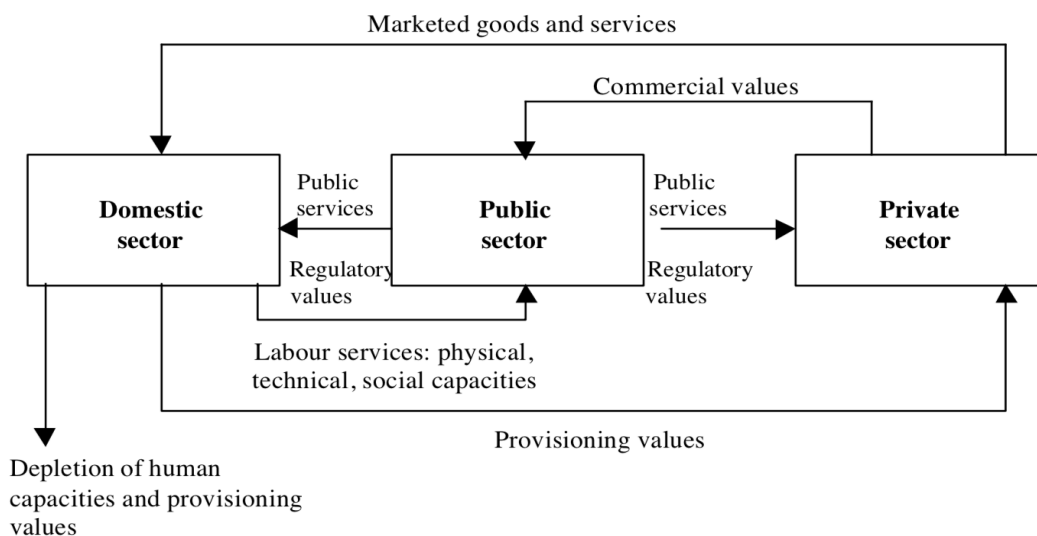 Marketed goods and services
Commercial values
Domestic
sector
Public
services
Regulatory
values
Public
sector
Public
services
Regulatory
values
Private
sector
Labour services: physical,
technical, social capacities
Provisioning values
Depletion of human
capacities and provisioning
values